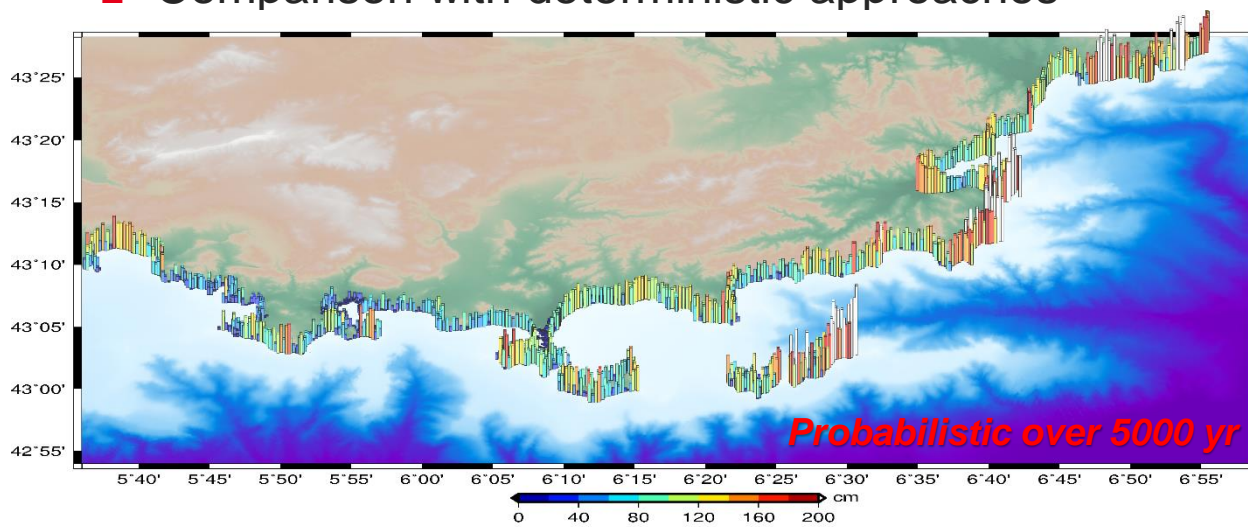 Comparison with deterministic approaches
43°25'
43°20'
43°15'
43°10'
43°05'
43°00'
42°55'
Probabilistic over 5000 yr
5°40' 5°45' 5°50' 5°55' 6°00' 6°05' 6°10' 6°15' 6°20' 6°25' 6°30' 6°35' 6°40' 6°45' 6°50' 6°55'
cm
0 40 80 120 160 200